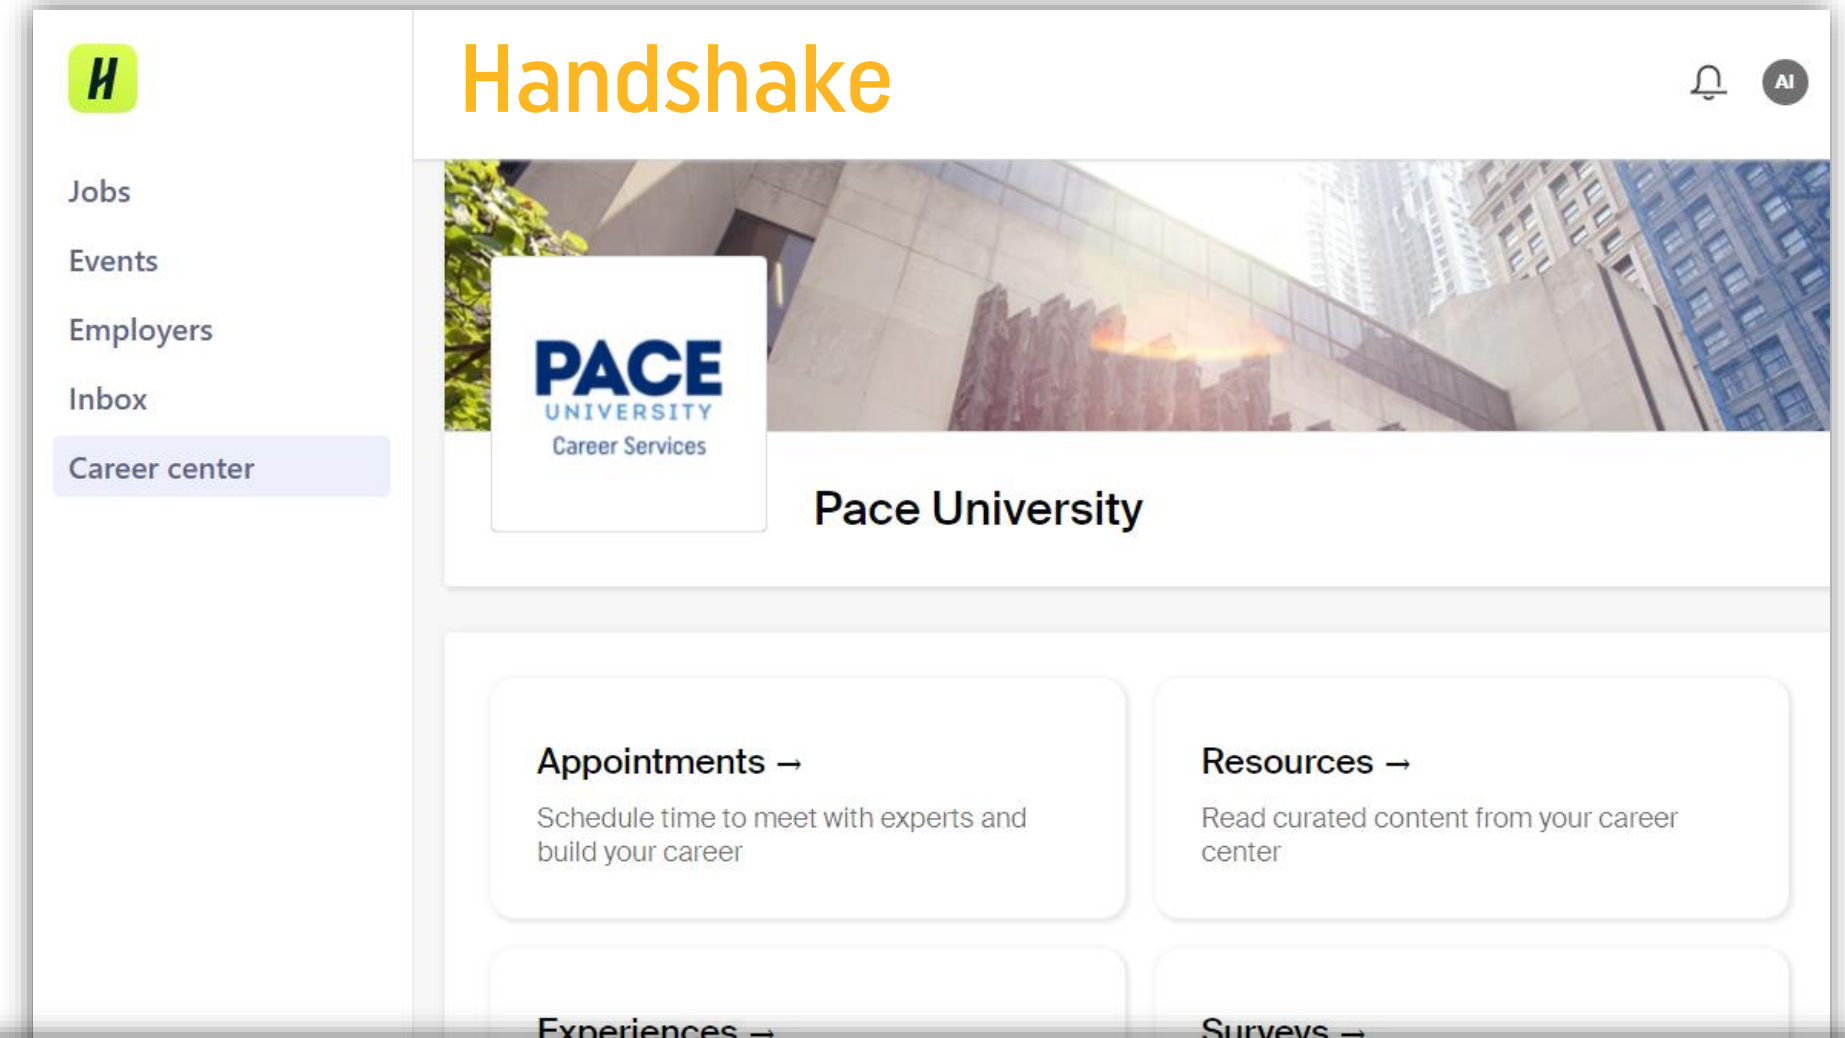 H
Handshake
AI
Jobs
Events
Employers
Inbox
Career center
PACE
UNIVERSITY
Career Services
Pace University
Appointments →
Schedule time to meet with experts and
build your career
Resources →
Read curated content from your career
center
Experiences →
Surveys →